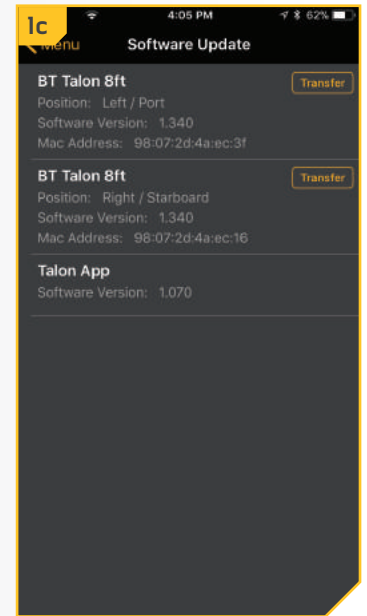 1c
4:05 PM
62%
Menu
Software Update
BT Talon 8ft
Transfer
Position: Left / Port
Software Version: 1.340
Mac Address: 98:07:2d:4a:ec:3f
BT Talon 8ft
Transfer
Position: Right / Starboard
Software Version: 1.340
Mac Address: 98:07:2d:4a:ec:16
Talon App
Software Version: 1.070